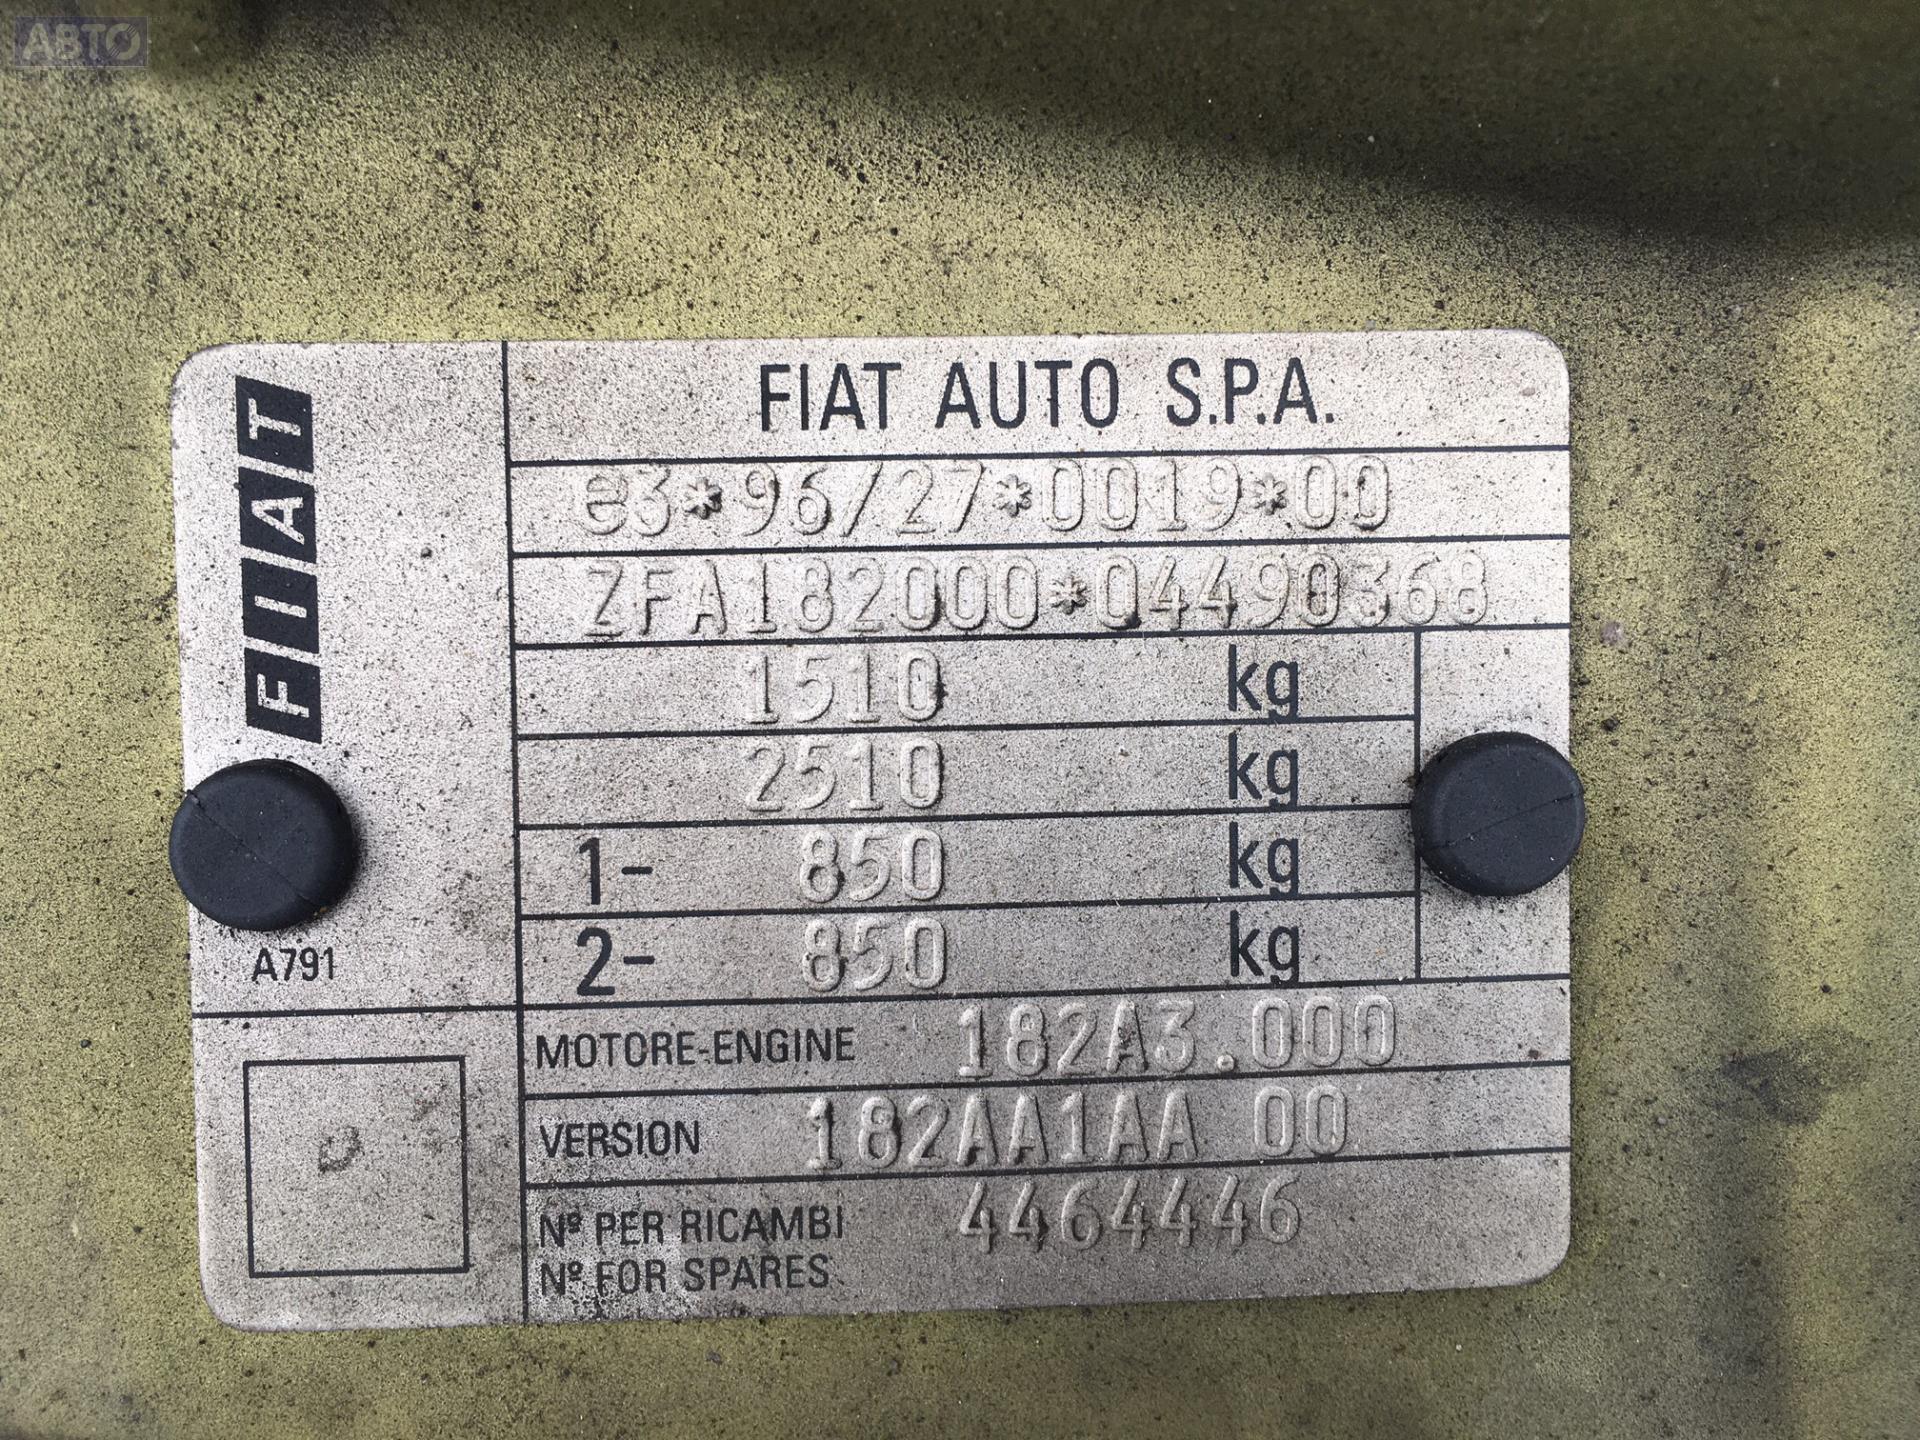 АВТО
FIAT
FIAT AUTO S.P.A.
e3*96/27*0019*00
ZFA182000*04490368
1510 kg
2510 kg
1- 850 kg
2- 850 kg
A791
MOTORE-ENGINE 182A3.000
VERSION 182AA1AA 00
Nº PER RICAMBI 4464446
Nº FOR SPARES